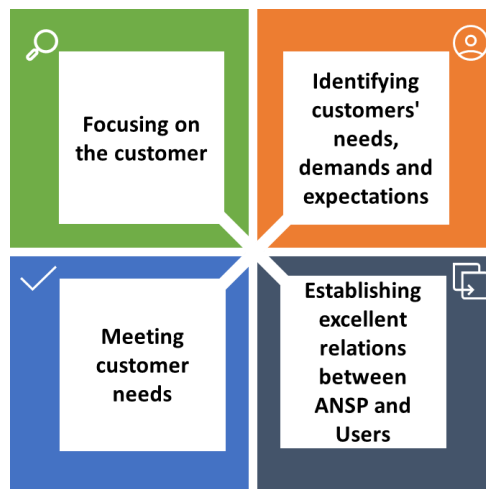 Focusing on
the customer
Identifying
customers'
needs,
demands and
expectations
Meeting
customer
needs
Establishing
excellent
relations
between
ANSP and
Users